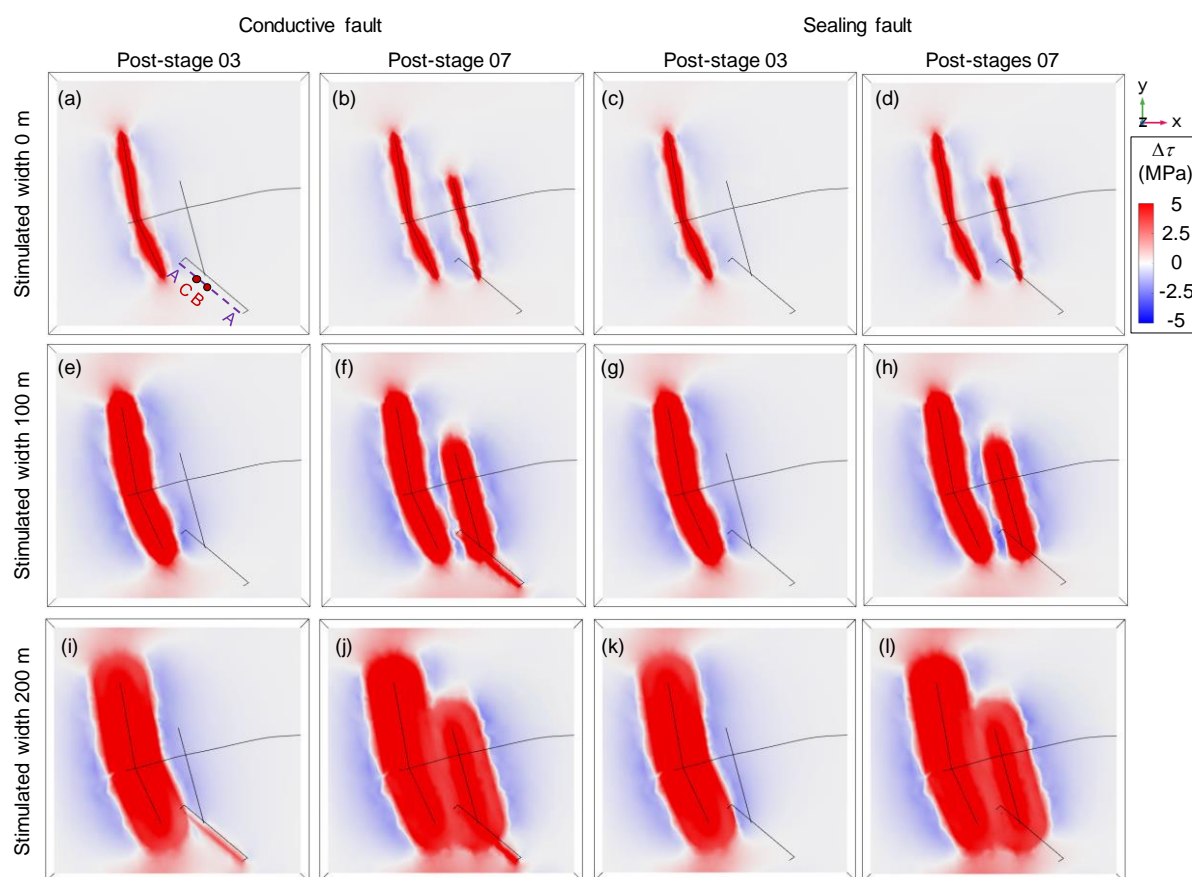 Conductive fault Sealing fault
Post-stage 03 Post-stage 07 Post-stage 03 Post-stages 07
Stimulated width 0 m
(a) (b) (c) (d)
A C B A
y
z x
Δτ
(MPa)
5
2.5
0
-2.5
-5
Stimulated width 100 m
(e) (f) (g) (h)
Stimulated width 200 m
(i) (j) (k) (l)